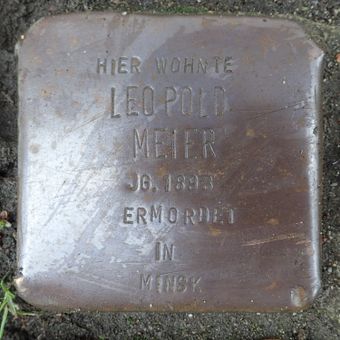 HIER WOHNTE
LEOPOLD
MEIER
JG. 1893
ERMORDET
IN
MINSK